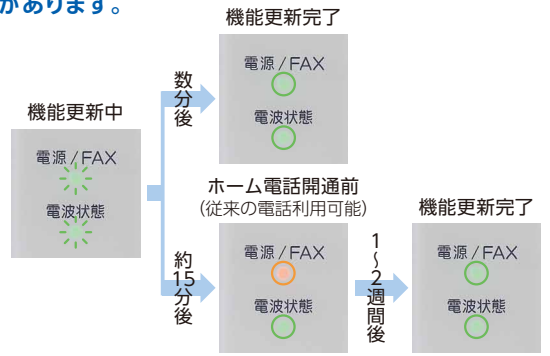 があります。
機能更新中
電源/FAX
電波状態
数分後
機能更新完了
電源/FAX
電波状態
約15分後
ホーム電話開通前
(従来の電話利用可能)
電源/FAX
電波状態
1~2週間後
機能更新完了
電源/FAX
電波状態